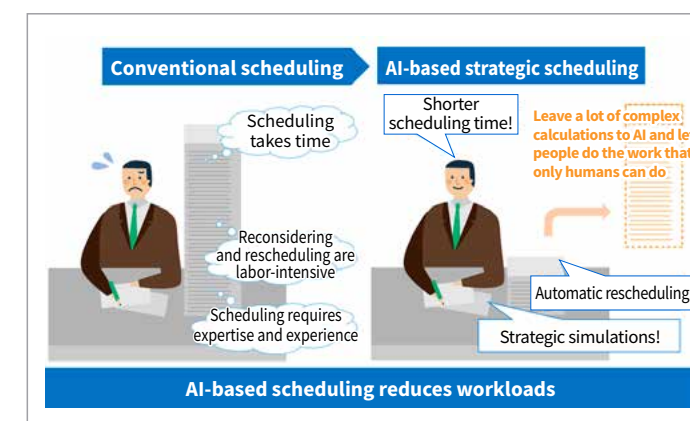 Conventional scheduling
AI-based strategic scheduling
Scheduling
takes time
Reconsidering
and rescheduling are
labor-intensive
Scheduling requires
expertise and experience
Shorter
scheduling time!
Leave a lot of complex
calculations to AI and le
people do the work that
only humans can do
Automatic rescheduling
Strategic simulations!
AI-based scheduling reduces workloads